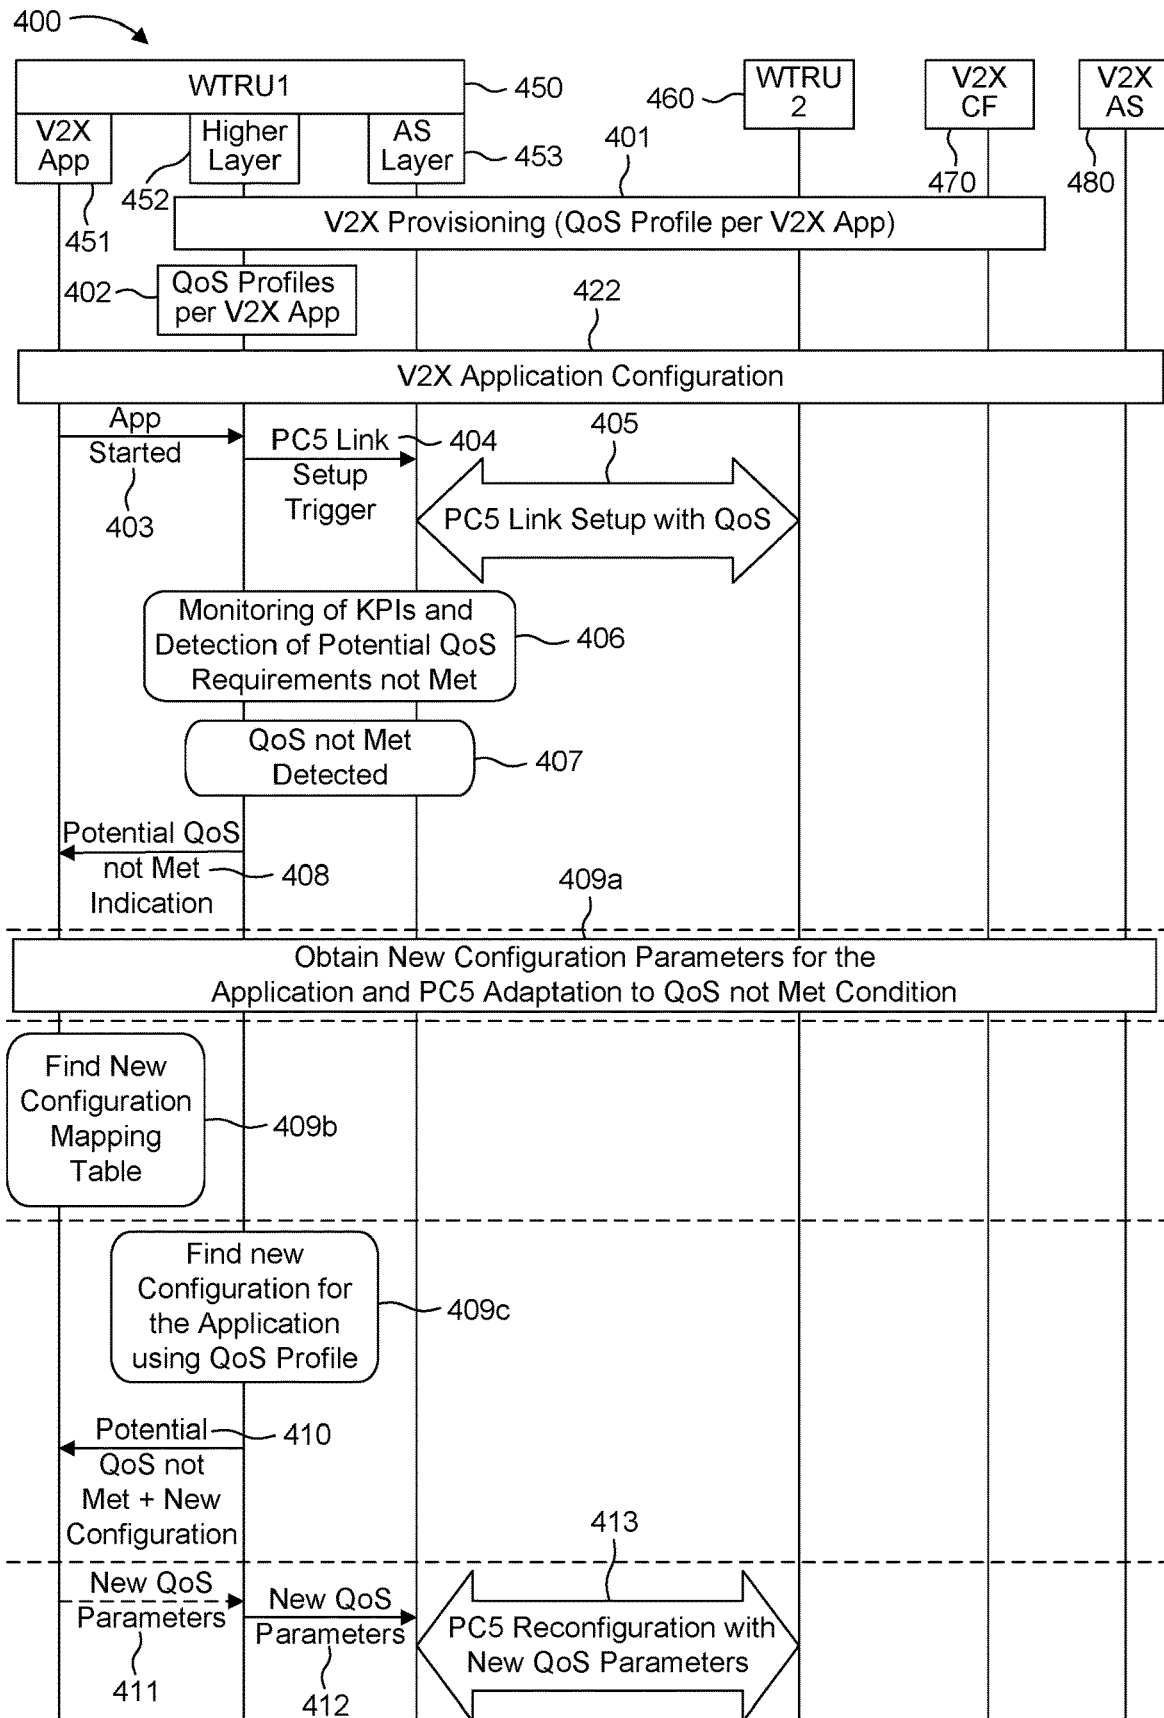 400
WTRU1
450
V2X
App
Higher
Layer
AS
Layer
451
452
453
460
WTRU
2
V2X
CF
470
V2X
AS
480
401
V2X Provisioning (QoS Profile per V2X App)
402
QoS Profiles
per V2X App
422
V2X Application Configuration
App
Started
403
PC5 Link
404
Setup
Trigger
405
PC5 Link Setup with QoS
Monitoring of KPIs and
Detection of Potential QoS
Requirements not Met
406
QoS not Met
Detected
407
Potential QoS
not Met
408
Indication
409a
Obtain New Configuration Parameters for the
Application and PC5 Adaptation to QoS not Met Condition
Find New
Configuration
Mapping
Table
409b
Find new
Configuration for
the Application
using QoS Profile
409c
Potential
410
QoS not
Met + New
Configuration
New QoS
Parameters
411
New QoS
Parameters
412
413
PC5 Reconfiguration with
New QoS Parameters